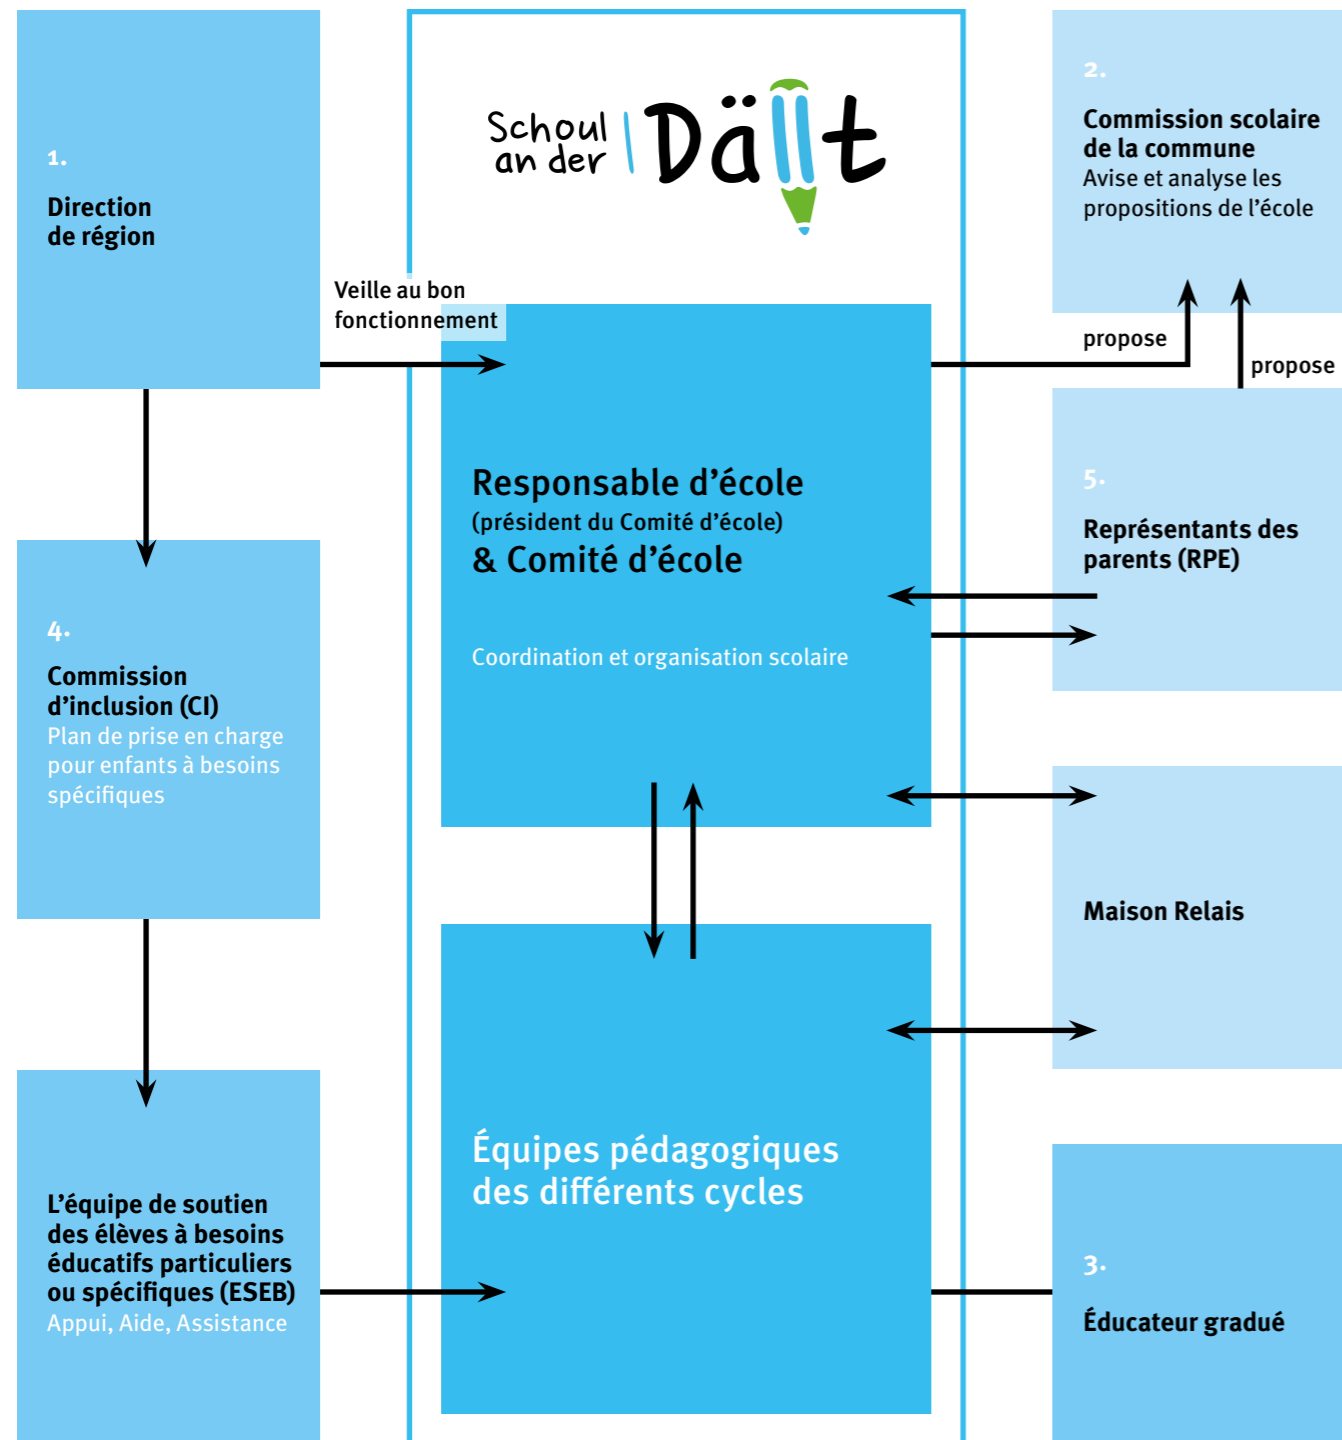 1.
Direction
de région
Veille au bon
fonctionnement
4.
Commission
d’inclusion (CI)
Plan de prise en charge
pour enfants à besoins
spécifiques
L’équipe de soutien
des élèves à besoins
éducatifs particuliers
ou spécifiques (ESEB)
Appui, Aide, Assistance
Schoul
an der
Dällt
Responsable d’école
(président du Comité d’école)
& Comité d’école
Coordination et organisation scolaire
Équipes pédagogiques
des différents cycles
2.
Commission scolaire
de la commune
Avise et analyse les
propositions de l’école
propose
propose
5.
Représentants des
parents (RPE)
Maison Relais
3.
Éducateur gradué